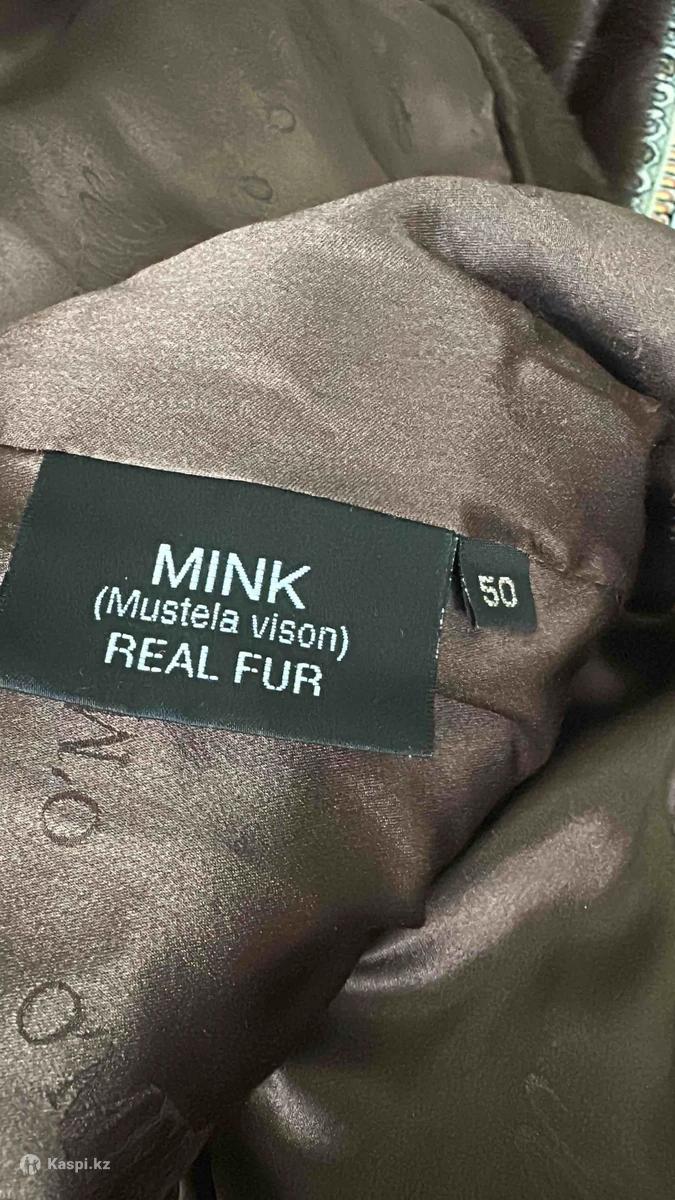 MINK
(Mustela vison)
REAL FUR
50
Kaspi.kz